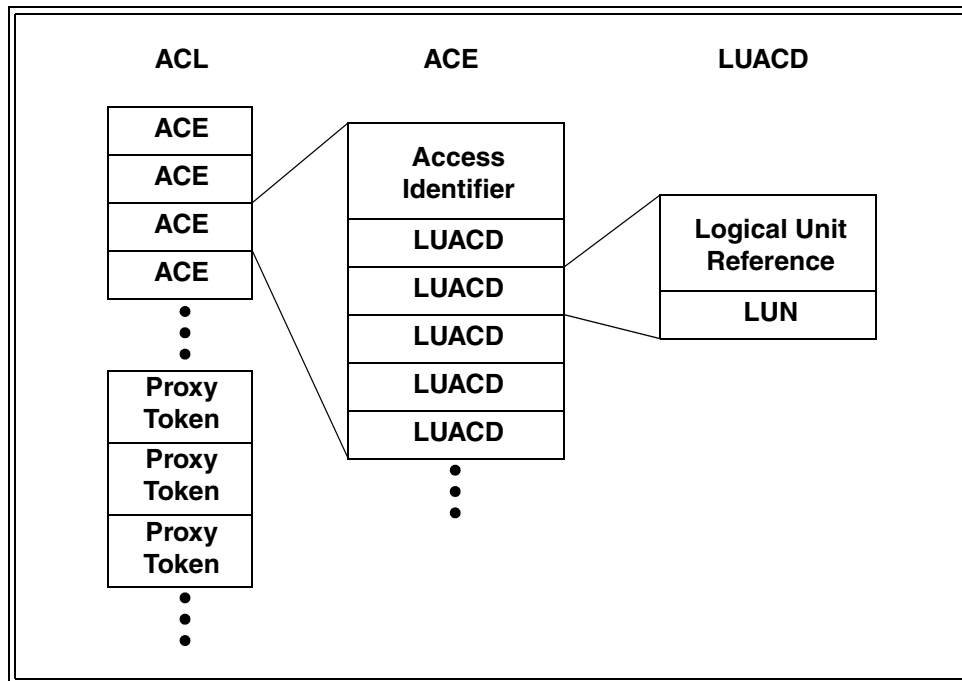 ACL
ACE
LUACD
ACE
ACE
ACE
ACE
Proxy
Token
Proxy
Token
Proxy
Token
Access
Identifier
LUACD
LUACD
LUACD
LUACD
LUACD
Logical Unit
Reference
LUN